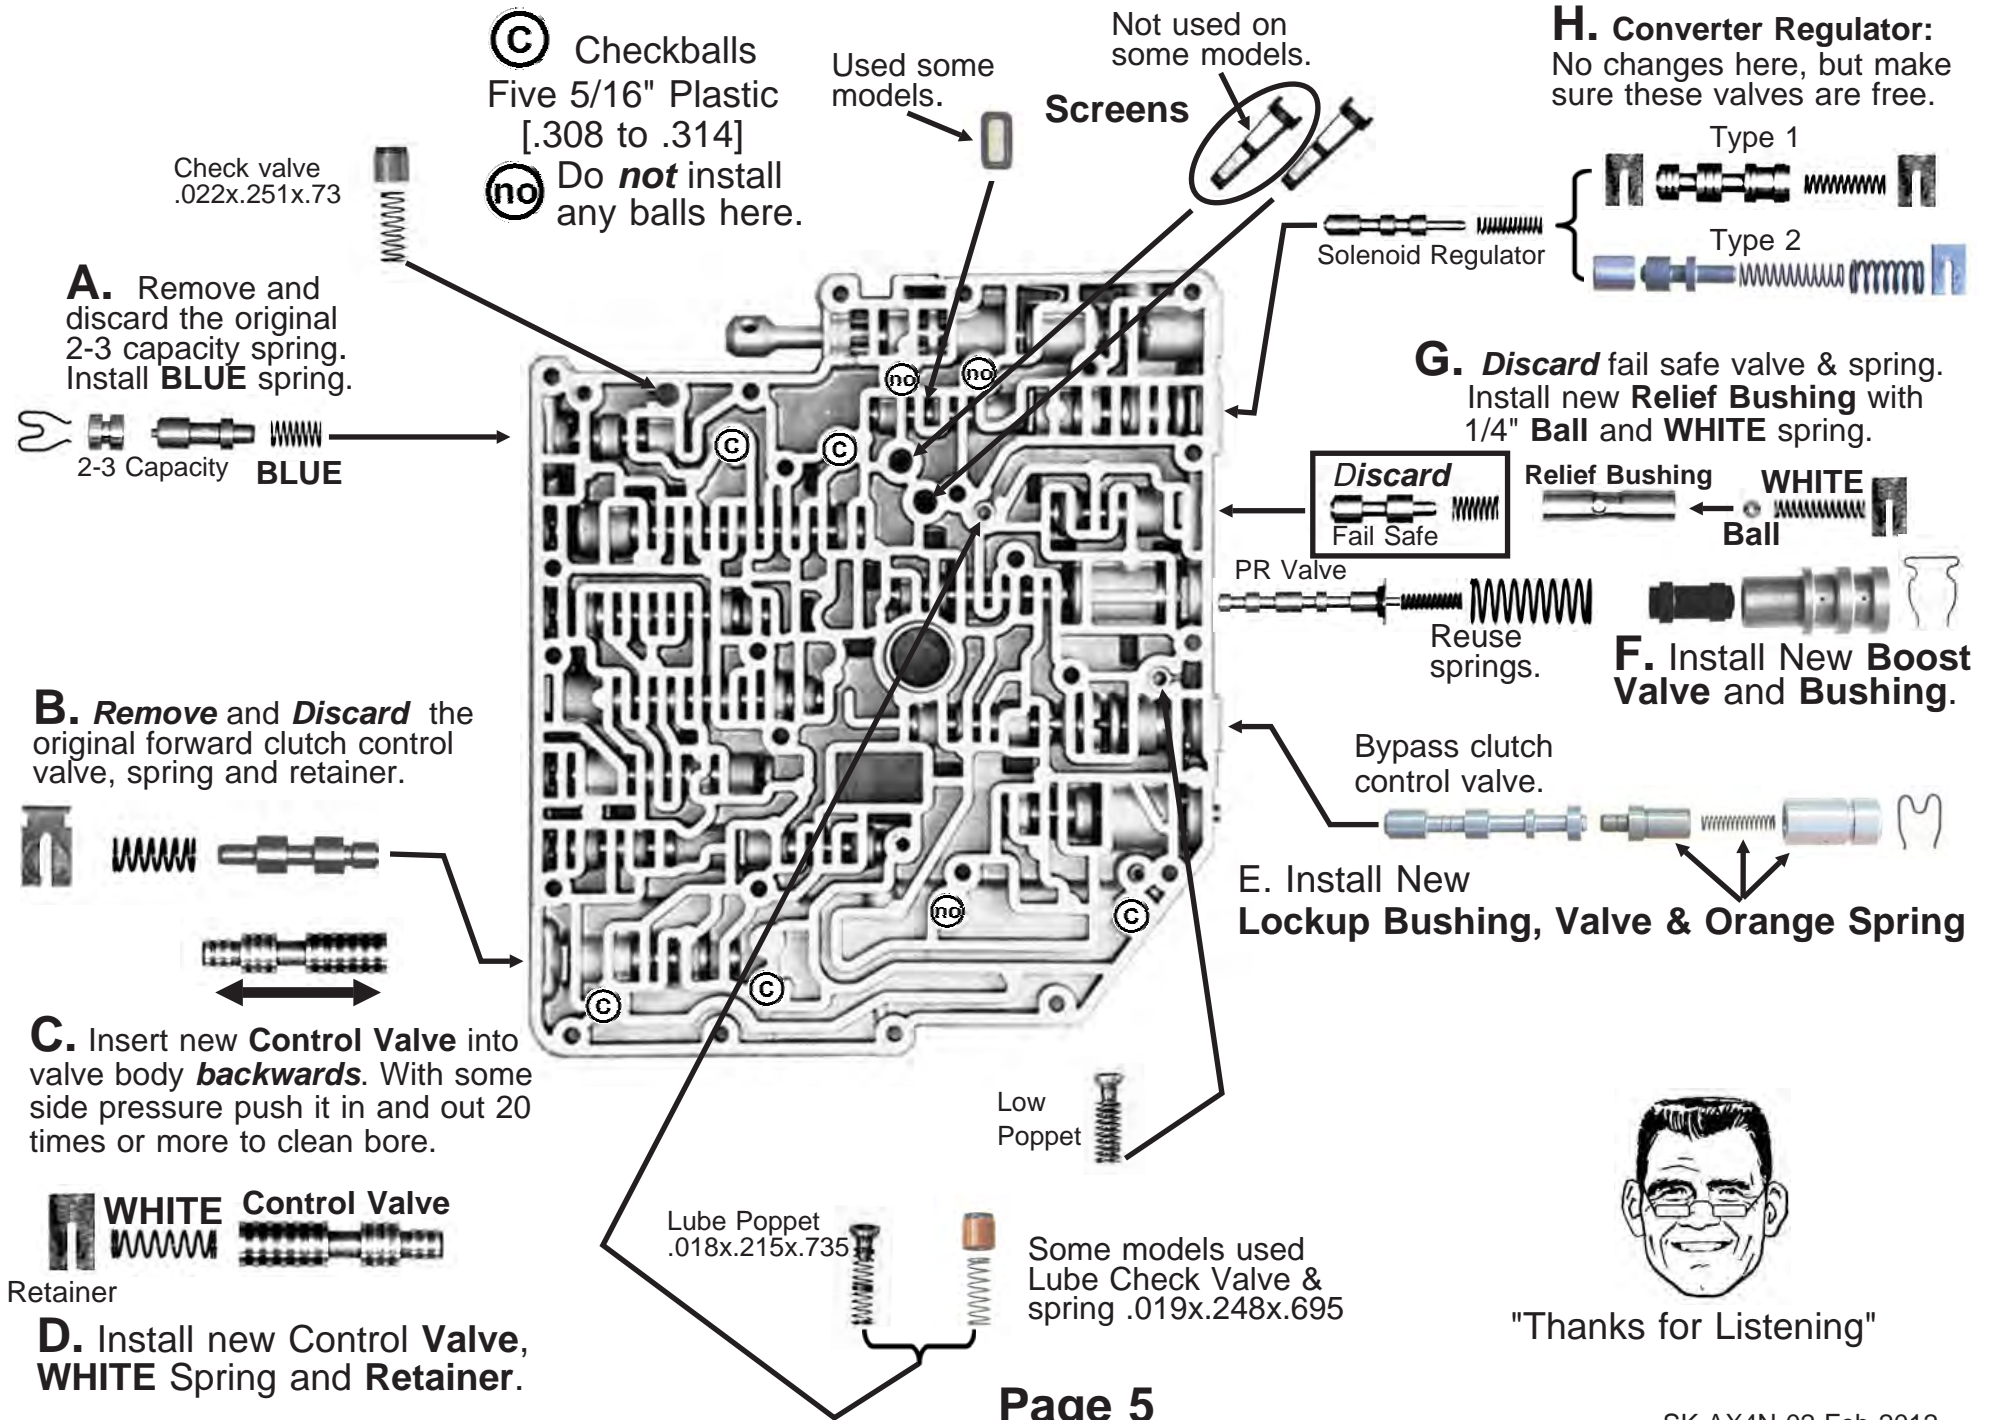 C Checkballs
Five 5/16" Plastic
[.308 to .314]
no Do not install
any balls here.
Used some
models.
Not used on
some models.
Screens
H. Converter Regulator:
No changes here, but make
sure these valves are free.
Type 1
Solenoid Regulator
Type 2
Check valve
.022x.251x.73
A. Remove and
discard the original
2-3 capacity spring.
Install BLUE spring.
2-3 Capacity
BLUE
G. Discard fail safe valve & spring.
Install new Relief Bushing with
1/4" Ball and WHITE spring.
Discard
Fail Safe
Relief Bushing
WHITE
Ball
PR Valve
Reuse
springs.
F. Install New Boost
Valve and Bushing.
no
no
C
C
no
C
C
C
B. Remove and Discard the
original forward clutch control
valve, spring and retainer.
Bypass clutch
control valve.
E. Install New
Lockup Bushing, Valve & Orange Spring
C. Insert new Control Valve into
valve body backwards. With some
side pressure push it in and out 20
times or more to clean bore.
WHITE
Control Valve
Retainer
D. Install new Control Valve,
WHITE Spring and Retainer.
Low
Poppet
Lube Poppet
.018x.215x.735
Some models used
Lube Check Valve &
spring .019x.248x.695
"Thanks for Listening"
Page 5
SK AX4N 02 Feb 2012